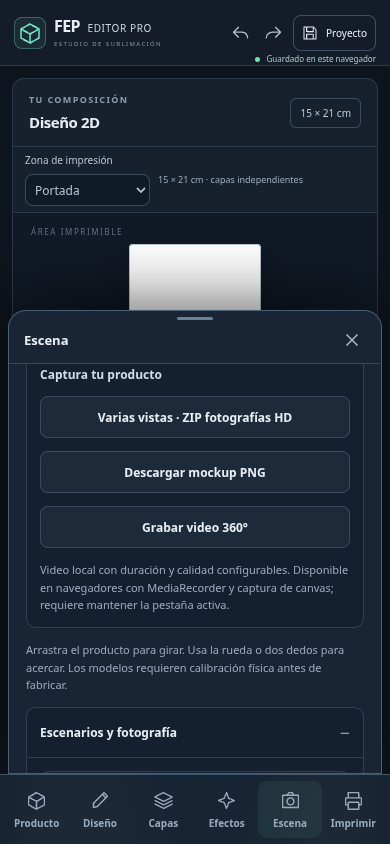 FEP EDITOR PRO
ESTUDIO DE SUBLIMACIÓN
Proyecto
Guardado en este navegador
TU COMPOSICIÓN
Diseño 2D
15 × 21 cm
Zona de impresión
Portada
15 × 21 cm · capas independientes
ÁREA IMPRIMIBLE
Escena
Captura tu producto
Varias vistas · ZIP fotografías HD
Descargar mockup PNG
Grabar video 360°
Video local con duración y calidad configurables. Disponible
en navegadores con MediaRecorder y captura de canvas;
requiere mantener la pestaña activa.
Arrastra el producto para girar. Usa la rueda o dos dedos para
acercar. Los modelos requieren calibración física antes de
fabricar.
Escenarios y fotografía
Producto
Diseño
Capas
Efectos
Escena
Imprimir